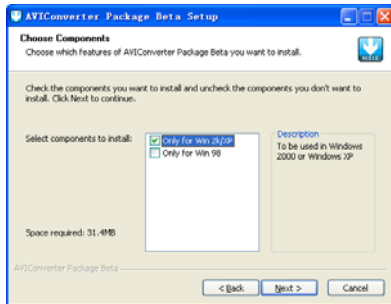 AVIConverter Package Beta Setup
Choose Components
Choose which features of AVIConverter Package Beta you want to install.
Check the components you want to install and uncheck the components you don't want to
install. Click Next to continue.
Select components to install:
Only for Win 2k/XP
Only for Win 98
Description
To be used in Windows
2000 or Windows XP
Space required: 31.4MB
AVIConverter Package Beta
< Back
Next >
Cancel